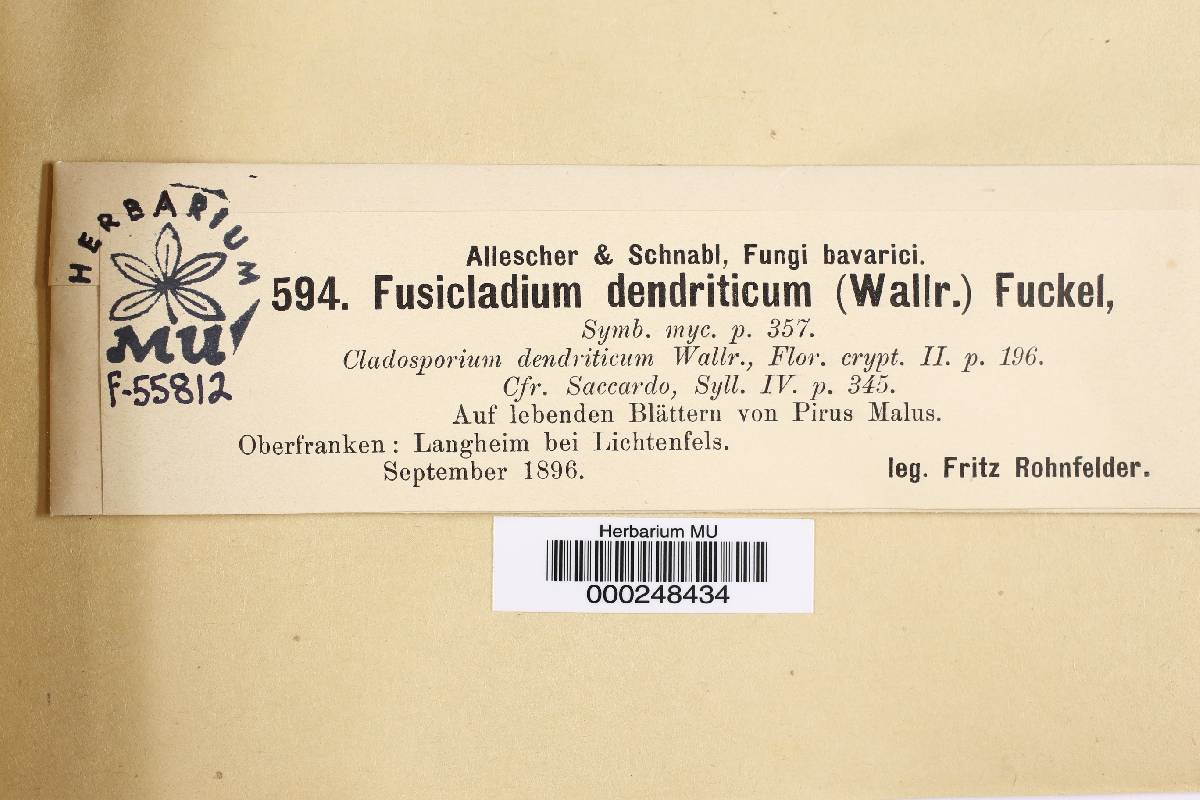 HERBARIUM
MU
F-55812
Allescher & Schnabl, Fungi bavarici.
594. Fusicladium dendriticum (Wallr.) Fuckel,
Symb. myc. p. 357.
Cladosporium dendriticum Wallr., Flor. crypt. II. p. 196.
Cfr. Saccardo, Syll. IV. p. 345.
Auf lebenden Blättern von Pirus Malus.
Oberfranken: Langheim bei Lichtenfels.
September 1896.
leg. Fritz Rohnfelder.
Herbarium MU
000248434